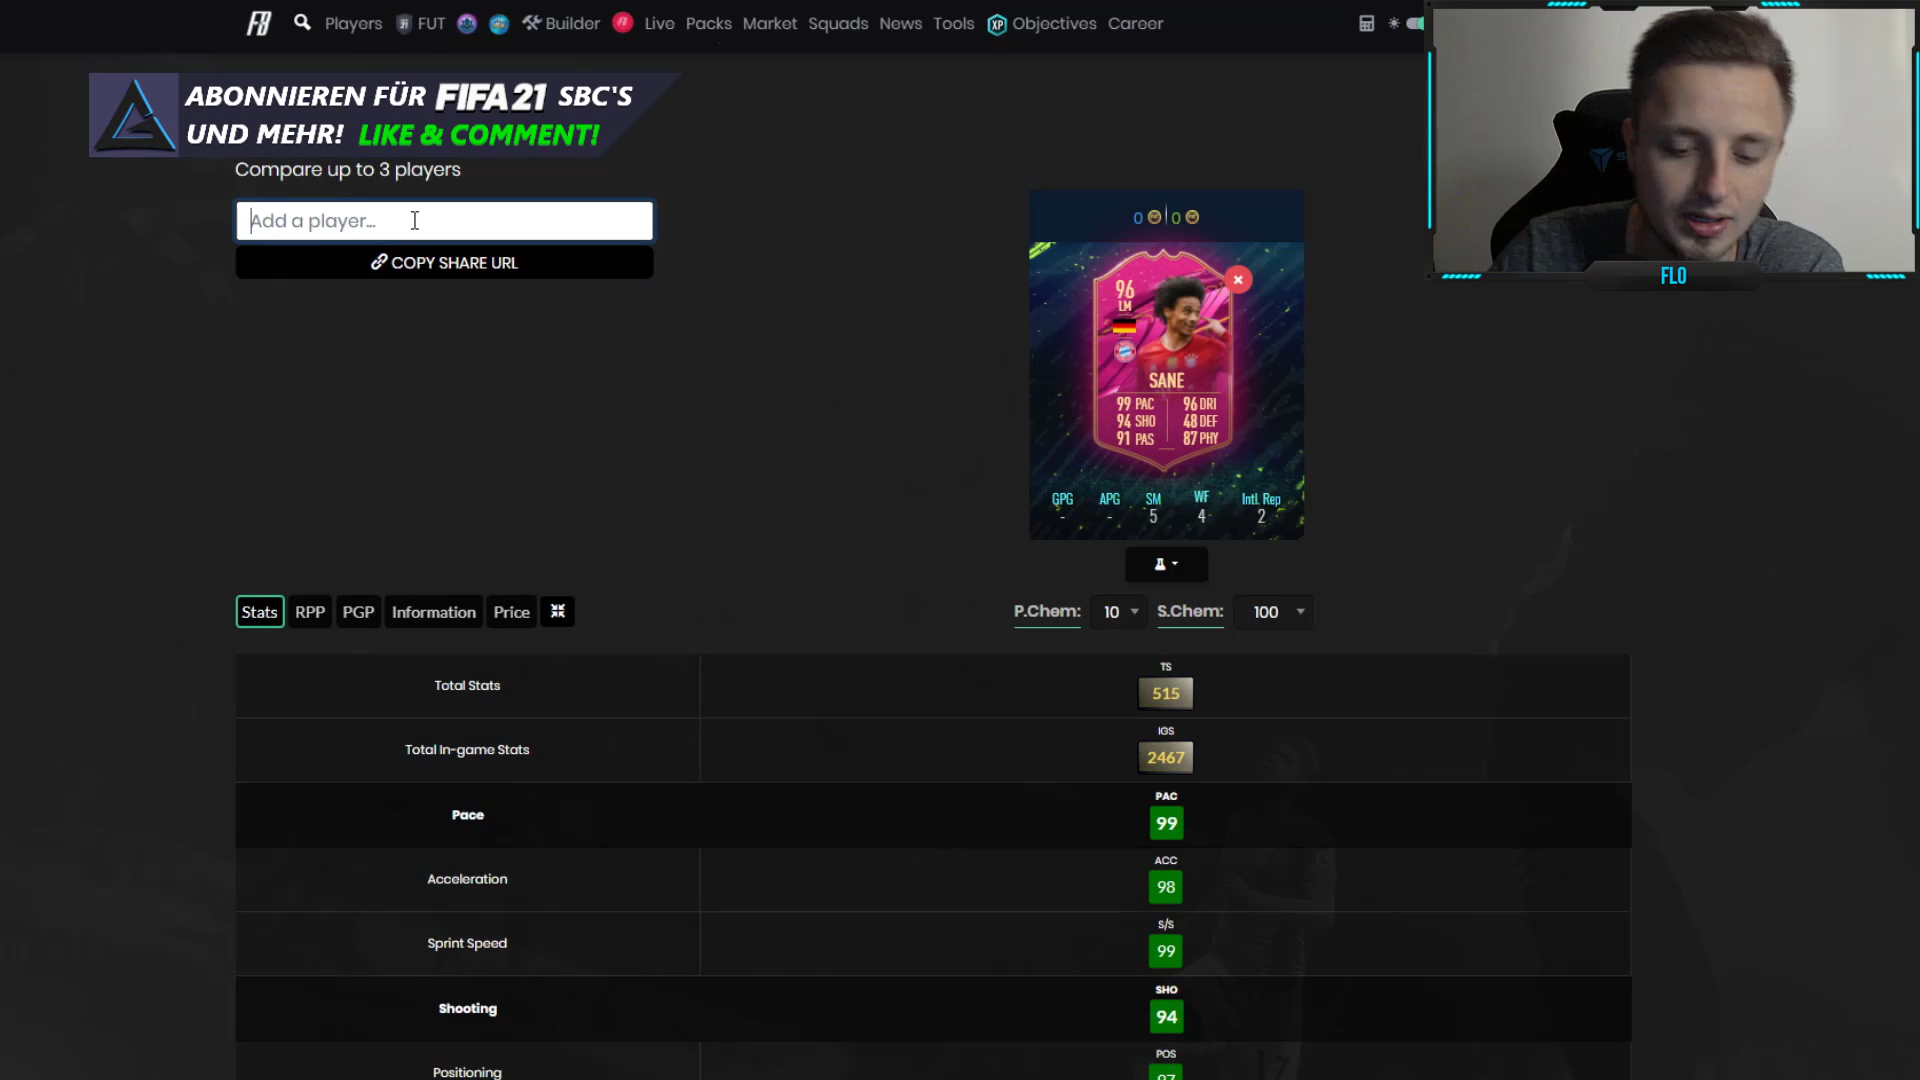 Players FUT Builder Live Packs Market Squads News Tools XP Objectives Career
ABONNIEREN FÜR FIFA 21 SBC'S
UND MEHR! LIKE & COMMENT!
Compare up to 3 players
Add a player...
COPY SHARE URL
0 0
96
LM
SANE
99 PAC 96 DRI
94 SHO 48 DEF
91 PAS 87 PHY
GPG APG SM WF Intl. Rep
- - 5 4 2
FLO
Stats RPP PGP Information Price
P.Chem: 10 S.Chem: 100
Total Stats
TS
515
Total In-game Stats
IGS
2467
Pace
PAC
99
Acceleration
ACC
98
Sprint Speed
S/S
99
Shooting
SHO
94
Positioning
POS
97